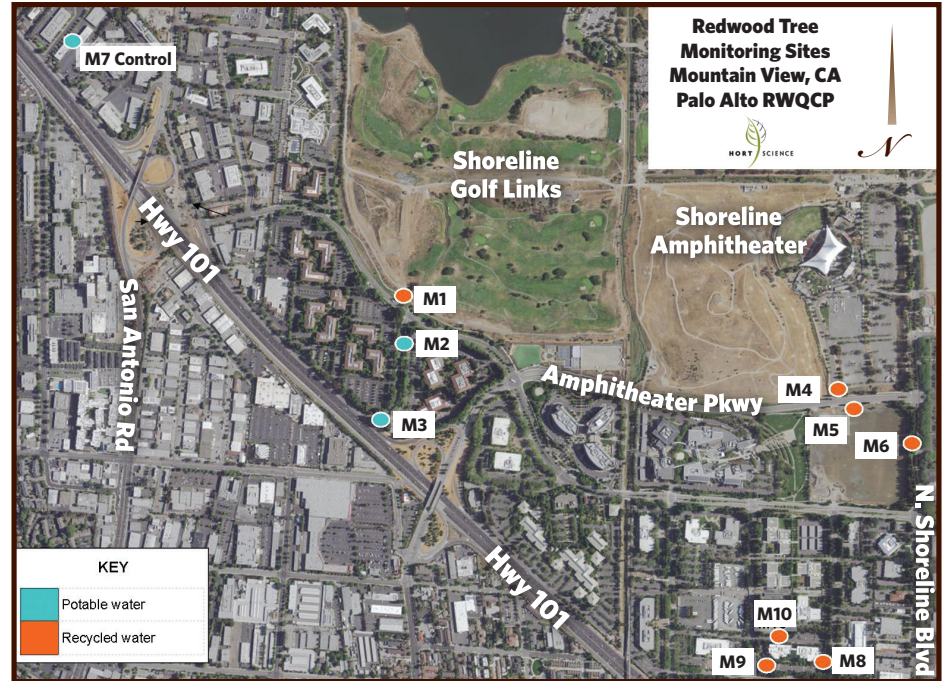 M7 Control
Redwood Tree
Monitoring Sites
Mountain View, CA
Palo Alto RWQCP
HORT SCIENCE
N
Shoreline
Golf Links
Shoreline
Amphitheater
Hwy 101
San Antonio Rd
M1
M2
M3
Amphitheater Pkwy
M4
M5
M6
N. Shoreline Blvd
Hwy 101
KEY
Potable water
Recycled water
M10
M9
M8